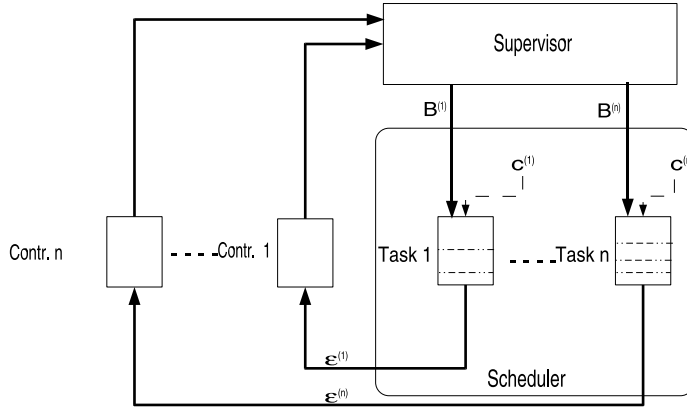 Supervisor
B(1)
B(n)
c(1)
c(n
Contr. n
Contr. 1
Task 1
Task n
ε(1)
Scheduler
ε(n)